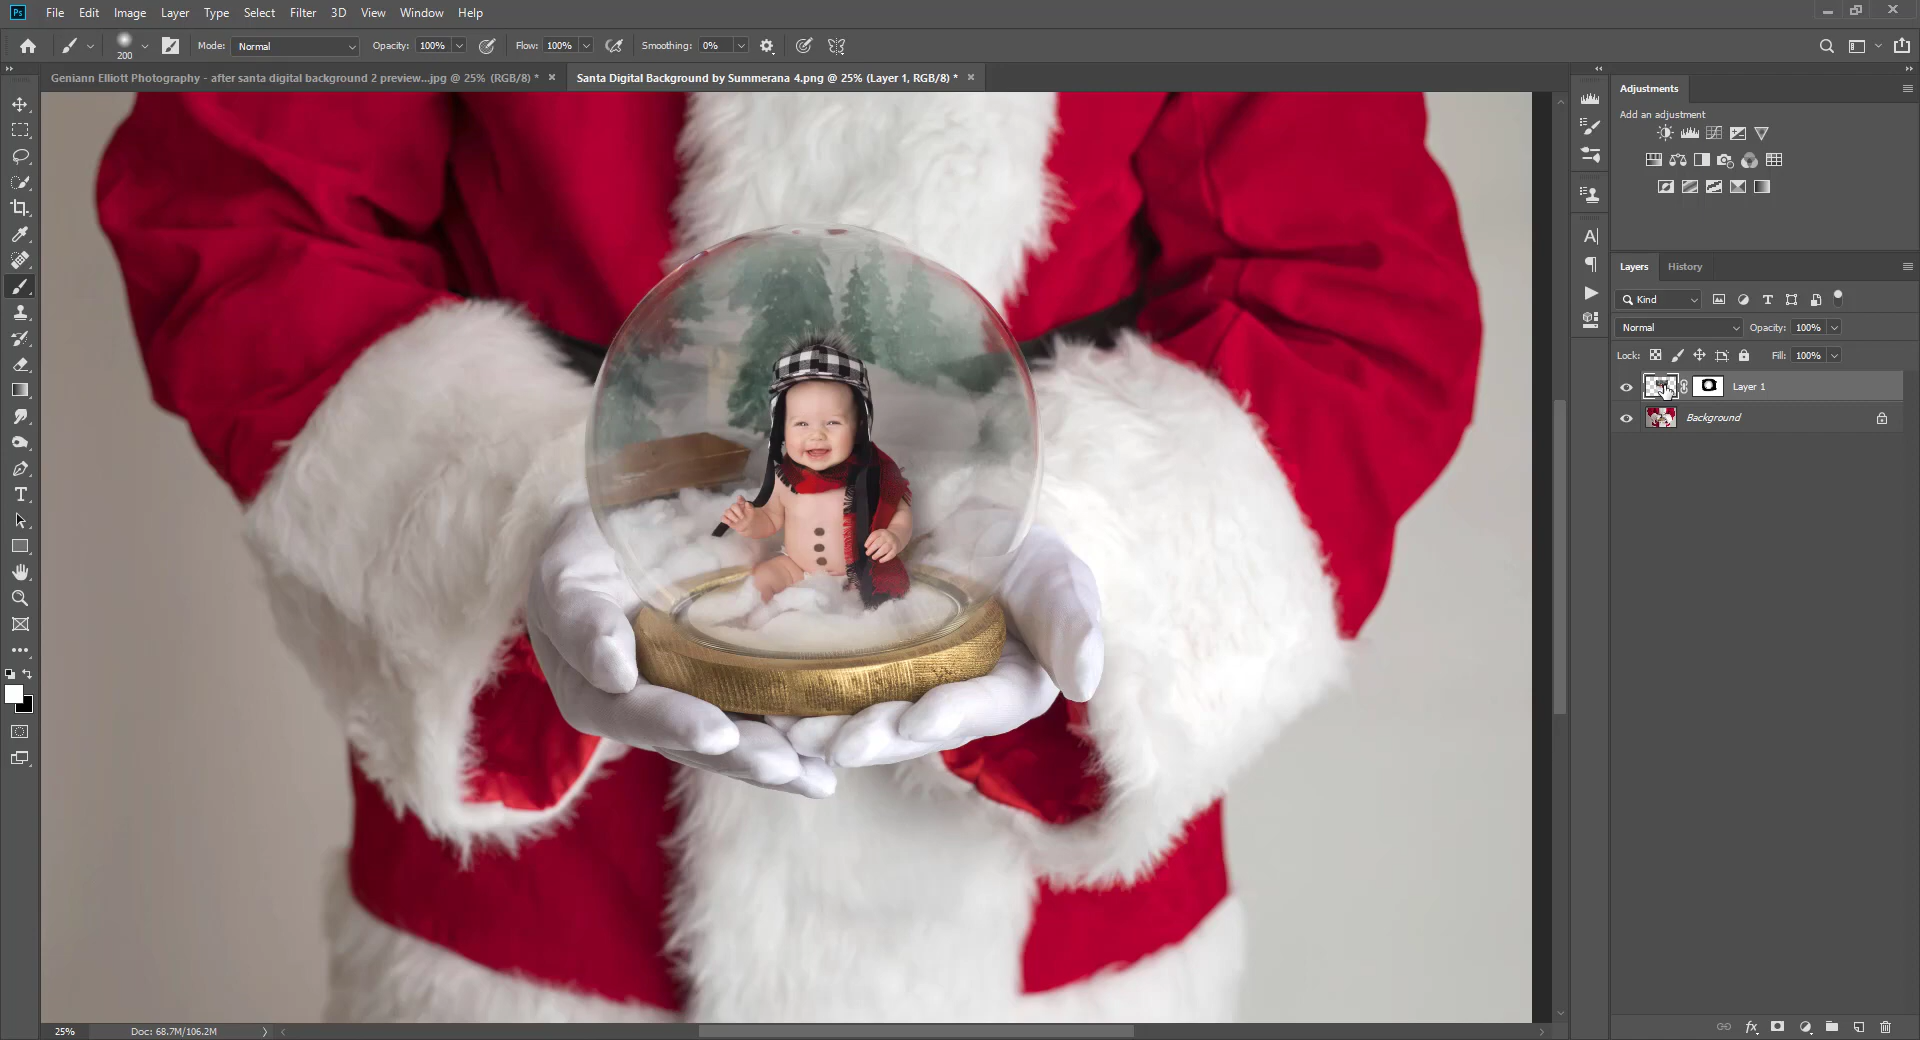 Ps File Edit Image Layer Type Select Filter 3D View Window Help
200 Mode: Normal Opacity: 100% Flow: 100% Smoothing: 0%
Geniann Elliott Photography - after santa digital background 2 preview...jpg @ 25% (RGB/8) * Santa Digital Background by Summerana 4.png @ 25% (Layer 1, RGB/8) *
Adjustments
Add an adjustment
Layers History
Kind
Normal Opacity: 100%
Lock: Fill: 100%
Layer 1
Background
fx
25% Doc: 68.7M/106.2M